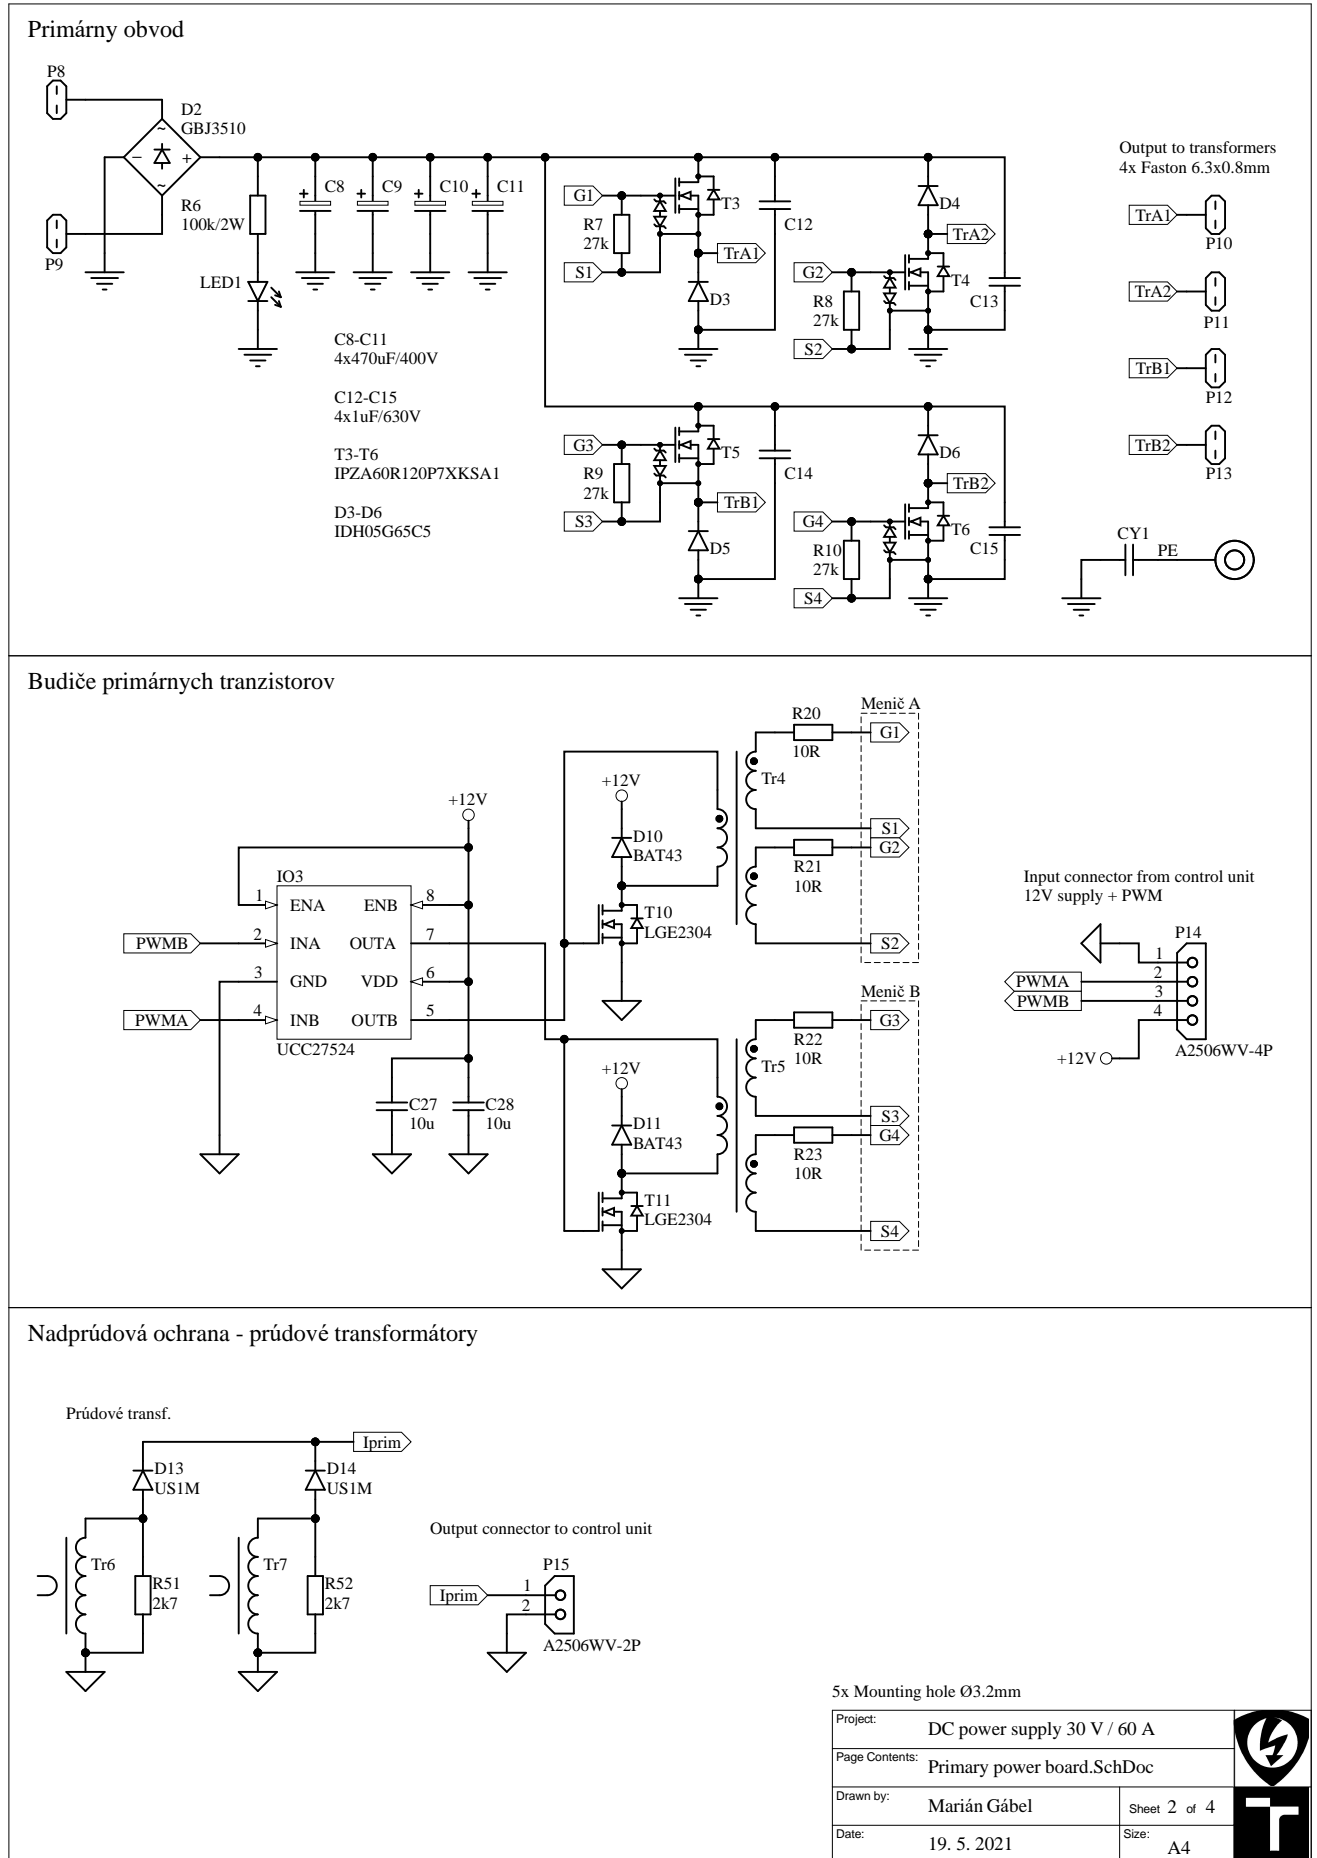 Primárny obvod
P8
D2
GBJ3510
~
− +
~
P9
R6
100k/2W
LED1
+ C8
+ C9
+ C10
+ C11
C8-C11
4x470uF/400V
C12-C15
4x1uF/630V
T3-T6
IPZA60R120P7XKSA1
D3-D6
IDH05G65C5
G1
R7
27k
S1
T3
TrA1
D3
C12
D4
TrA2
G2
R8
27k
S2
T4
C13
G3
R9
27k
S3
T5
TrB1
D5
C14
D6
TrB2
G4
R10
27k
S4
T6
C15
Output to transformers
4x Faston 6.3x0.8mm
TrA1
P10
TrA2
P11
TrB1
P12
TrB2
P13
CY1
PE
Budiče primárnych tranzistorov
+12V
IO3
1 ENA ENB 8
PWMB 2 INA OUTA 7
3 GND VDD 6
PWMA 4 INB OUTB 5
UCC27524
C27
10u
C28
10u
+12V
D10
BAT43
T10
LGE2304
Tr4
R20
10R
R21
10R
Menič A
G1
S1
G2
S2
+12V
D11
BAT43
T11
LGE2304
Tr5
R22
10R
R23
10R
Menič B
G3
S3
G4
S4
Input connector from control unit
12V supply + PWM
P14
1
PWMA 2
PWMB 3
4
+12V
A2506WV-4P
Nadprúdová ochrana - prúdové transformátory
Prúdové transf.
Iprim
D13
US1M
D14
US1M
Tr6
R51
2k7
Tr7
R52
2k7
Output connector to control unit
P15
Iprim 1
2
A2506WV-2P
5x Mounting hole Ø3.2mm
Project: DC power supply 30 V / 60 A
Page Contents: Primary power board.SchDoc
Drawn by: Marián Gábel
Sheet 2 of 4
Date: 19. 5. 2021
Size: A4